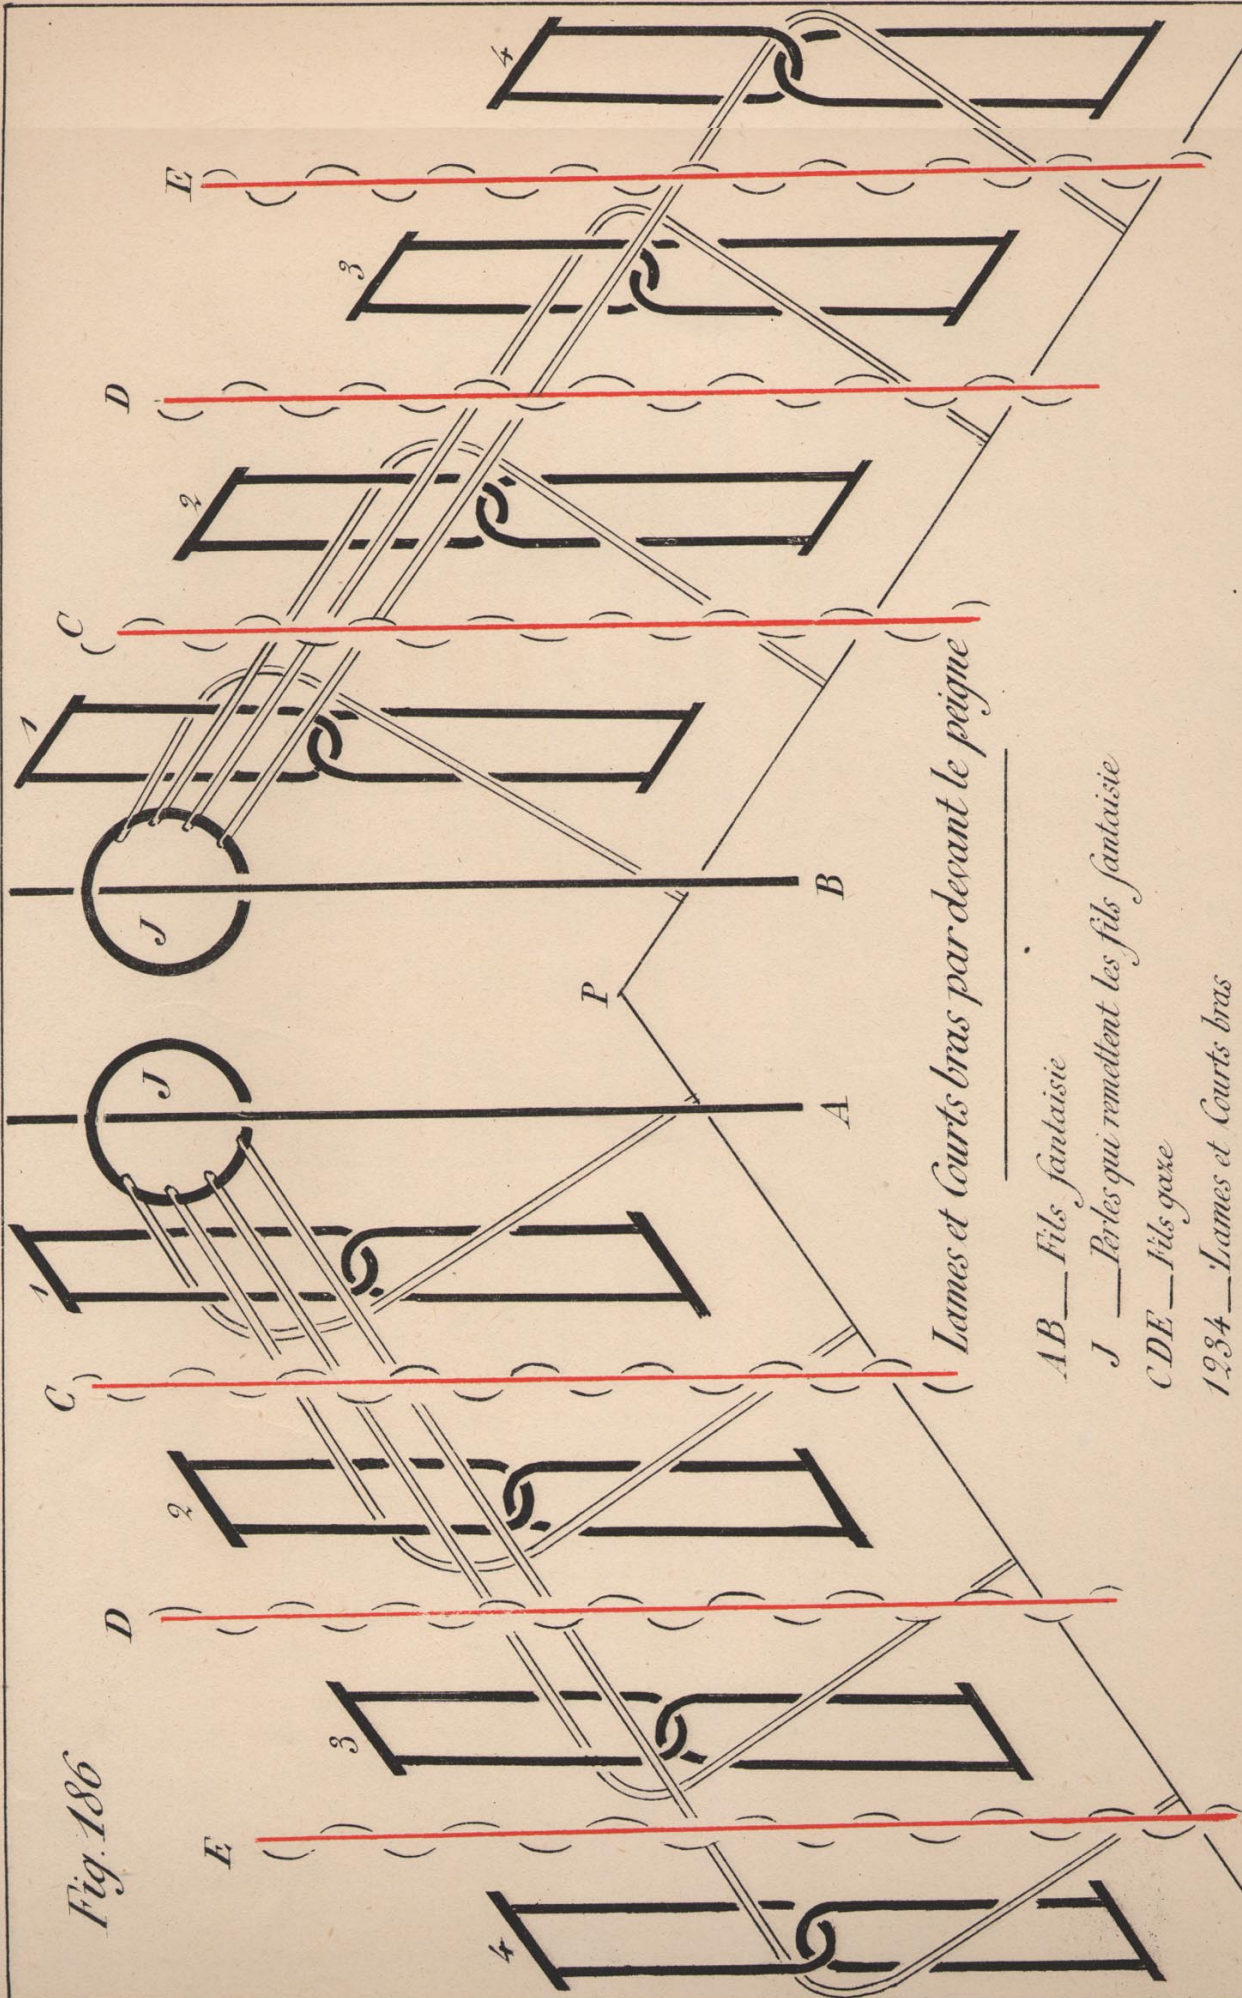 Fig. 186
4
E
3
D
2
C
1
J
J
1
C
2
D
3
E
4
A
P
B
Lames et Courts bras par devant le peigne
AB __ Fils fantaisie
J __ Perles qui remettent les fils fantaisie
CDE __ Fils gaze
1234 __ Lames et Courts bras